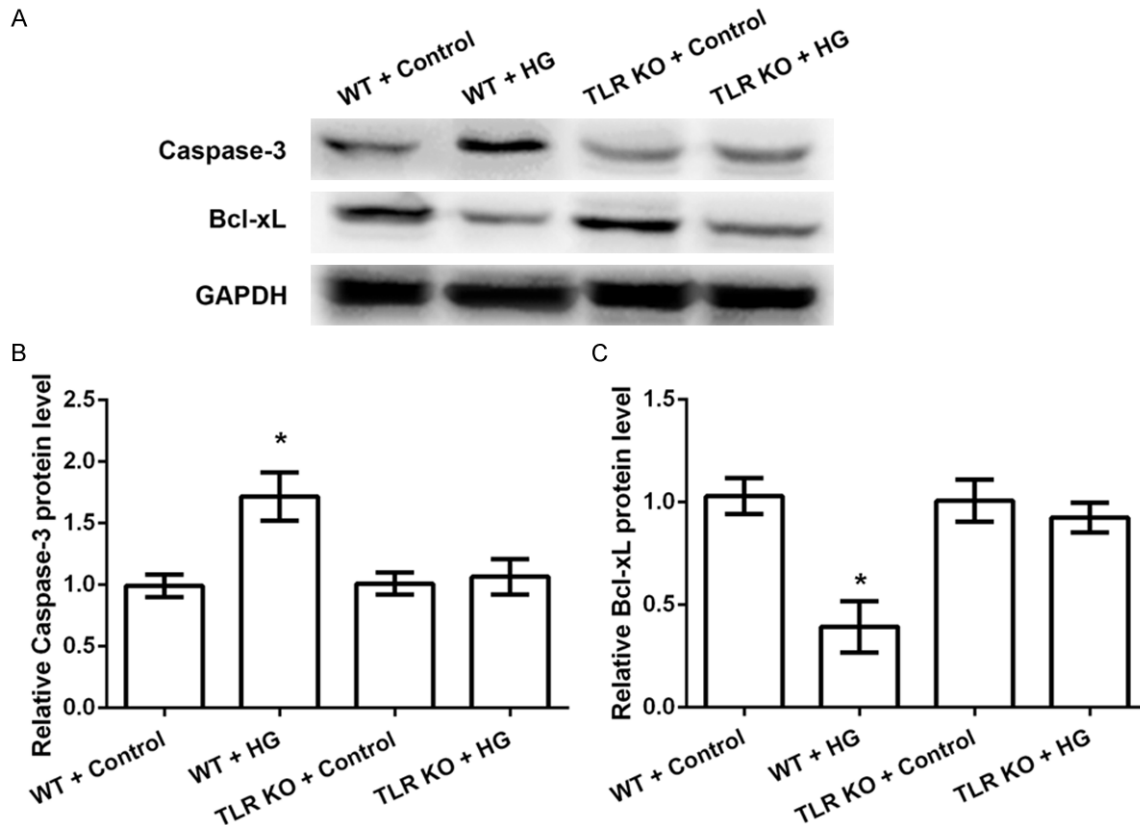 A
WT + Control
WT + HG
TLR KO + Control
TLR KO + HG
Caspase-3
Bcl-xL
GAPDH
B
Relative Caspase-3 protein level
2.5
2.0
1.5
1.0
0.5
0.0
*
WT + Control
WT + HG
TLR KO + Control
TLR KO + HG
C
Relative Bcl-xL protein level
1.5
1.0
0.5
0.0
*
WT + Control
WT + HG
TLR KO + Control
TLR KO + HG